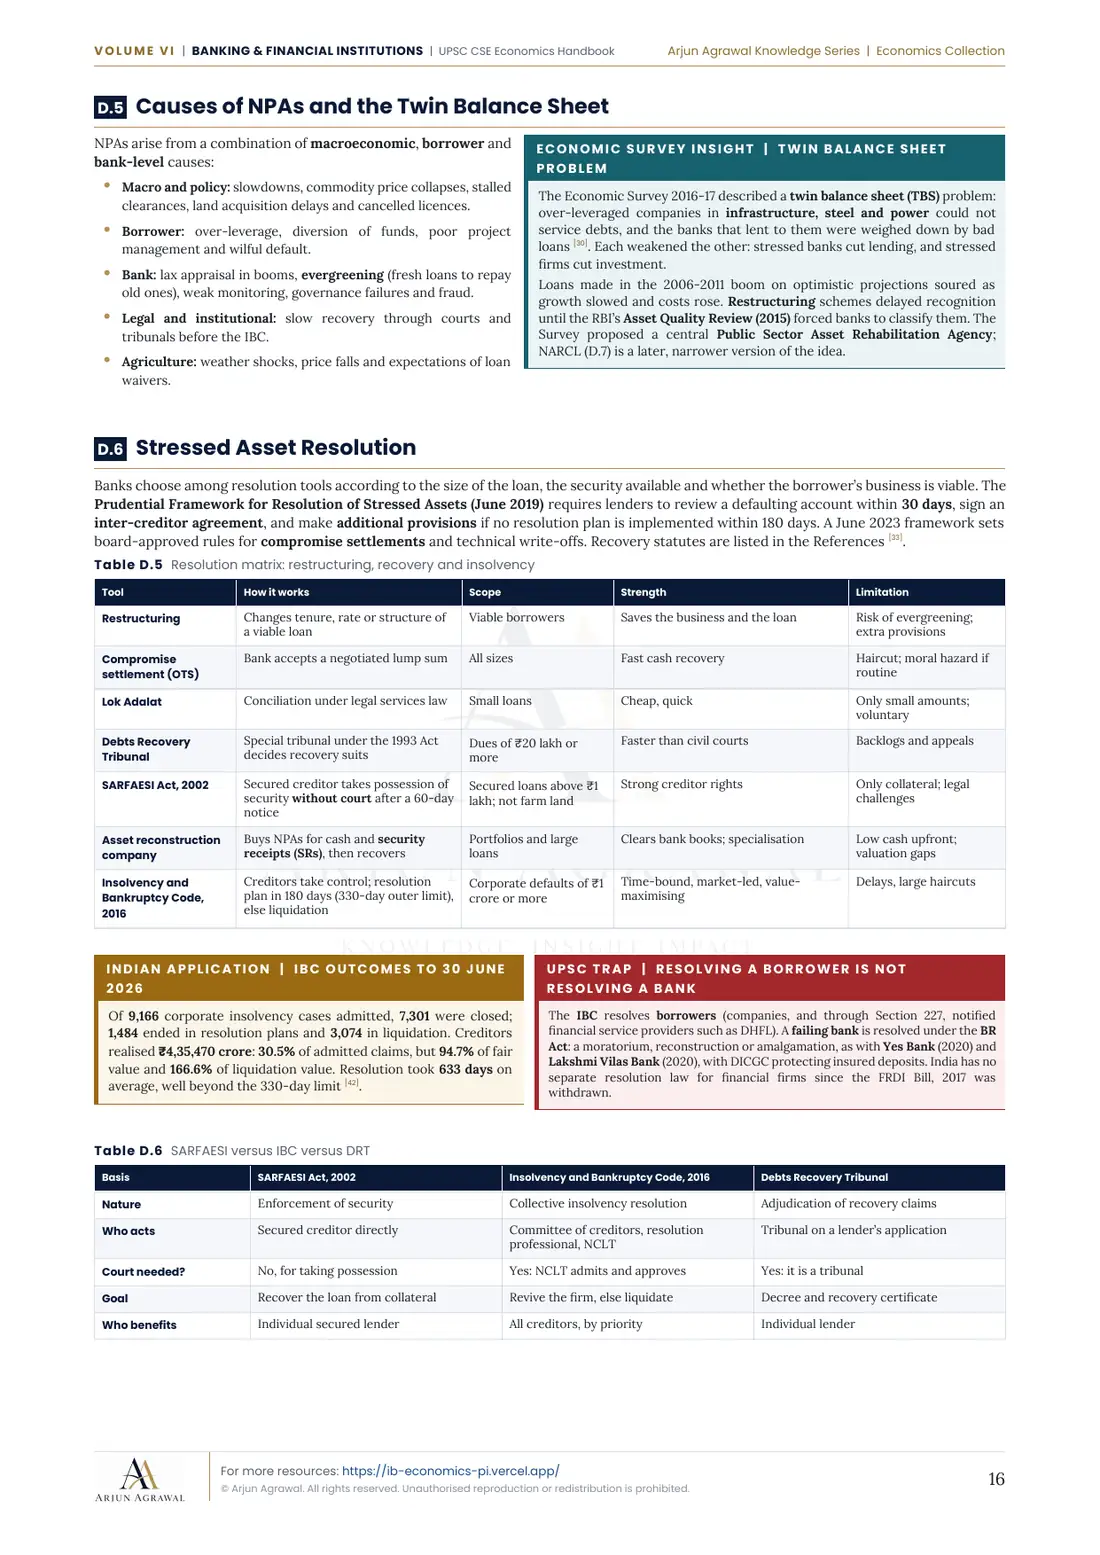 VOLUME VI | BANKING & FINANCIAL INSTITUTIONS | UPSC CSE Economics Handbook
Arjun Agrawal Knowledge Series | Economics Collection
D.5 Causes of NPAs and the Twin Balance Sheet
NPAs arise from a combination of macroeconomic, borrower and
bank-level causes:
• Macro and policy: slowdowns, commodity price collapses, stalled
clearances, land acquisition delays and cancelled licences.
• Borrower: over-leverage, diversion of funds, poor project
management and wilful default.
• Bank: lax appraisal in booms, evergreening (fresh loans to repay
old ones), weak monitoring, governance failures and fraud.
• Legal and institutional: slow recovery through courts and
tribunals before the IBC.
• Agriculture: weather shocks, price falls and expectations of loan
waivers.
ECONOMIC SURVEY INSIGHT | TWIN BALANCE SHEET
PROBLEM
The Economic Survey 2016-17 described a twin balance sheet (TBS) problem:
over-leveraged companies in infrastructure, steel and power could not
service debts, and the banks that lent to them were weighed down by bad
loans [30]. Each weakened the other: stressed banks cut lending, and stressed
firms cut investment.
Loans made in the 2006-2011 boom on optimistic projections soured as
growth slowed and costs rose. Restructuring schemes delayed recognition
until the RBI's Asset Quality Review (2015) forced banks to classify them. The
Survey proposed a central Public Sector Asset Rehabilitation Agency;
NARCL (D.7) is a later, narrower version of the idea.
D.6 Stressed Asset Resolution
Banks choose among resolution tools according to the size of the loan, the security available and whether the borrower's business is viable. The
Prudential Framework for Resolution of Stressed Assets (June 2019) requires lenders to review a defaulting account within 30 days, sign an
inter-creditor agreement, and make additional provisions if no resolution plan is implemented within 180 days. A June 2023 framework sets
board-approved rules for compromise settlements and technical write-offs. Recovery statutes are listed in the References [33].
Table D.5 Resolution matrix: restructuring, recovery and insolvency
Tool How it works Scope Strength Limitation
Restructuring
Changes tenure, rate or structure of
a viable loan
Viable borrowers
Saves the business and the loan
Risk of evergreening;
extra provisions
Compromise
settlement (OTS)
Bank accepts a negotiated lump sum
All sizes
Fast cash recovery
Haircut; moral hazard if
routine
Lok Adalat
Conciliation under legal services law
Small loans
Cheap, quick
Only small amounts;
voluntary
Debts Recovery
Tribunal
Special tribunal under the 1993 Act
decides recovery suits
Dues of ₹20 lakh or
more
Faster than civil courts
Backlogs and appeals
SARFAESI Act, 2002
Secured creditor takes possession of
security without court after a 60-day
notice
Secured loans above ₹1
lakh; not farm land
Strong creditor rights
Only collateral; legal
challenges
Asset reconstruction
company
Buys NPAs for cash and security
receipts (SRs), then recovers
Portfolios and large
loans
Clears bank books; specialisation
Low cash upfront;
valuation gaps
Insolvency and
Bankruptcy Code,
2016
Creditors take control; resolution
plan in 180 days (330-day outer limit),
else liquidation
Corporate defaults of ₹1
crore or more
Time-bound, market-led, value-
maximising
Delays, large haircuts
KNOWLEDGE INSIGHT IMPACT
INDIAN APPLICATION | IBC OUTCOMES TO 30 JUNE
2026
Of 9,166 corporate insolvency cases admitted, 7,301 were closed;
1,484 ended in resolution plans and 3,074 in liquidation. Creditors
realised ₹4,35,470 crore: 30.5% of admitted claims, but 94.7% of fair
value and 166.6% of liquidation value. Resolution took 633 days on
average, well beyond the 330-day limit [42].
UPSC TRAP | RESOLVING A BORROWER IS NOT
RESOLVING A BANK
The IBC resolves borrowers (companies, and through Section 227, notified
financial service providers such as DHFL). A failing bank is resolved under the BR
Act: a moratorium, reconstruction or amalgamation, as with Yes Bank (2020) and
Lakshmi Vilas Bank (2020), with DICGC protecting insured deposits. India has no
separate resolution law for financial firms since the FRDI Bill, 2017 was
withdrawn.
Table D.6 SARFAESI versus IBC versus DRT
Basis SARFAESI Act, 2002 Insolvency and Bankruptcy Code, 2016 Debts Recovery Tribunal
Nature Enforcement of security Collective insolvency resolution Adjudication of recovery claims
Who acts
Secured creditor directly
Committee of creditors, resolution
professional, NCLT
Tribunal on a lender's application
Court needed? No, for taking possession Yes: NCLT admits and approves Yes: it is a tribunal
Goal Recover the loan from collateral Revive the firm, else liquidate Decree and recovery certificate
Who benefits Individual secured lender All creditors, by priority Individual lender
ARJUN AGRAWAL
For more resources: https://ib-economics-pi.vercel.app/
© Arjun Agrawal. All rights reserved. Unauthorised reproduction or redistribution is prohibited.
16